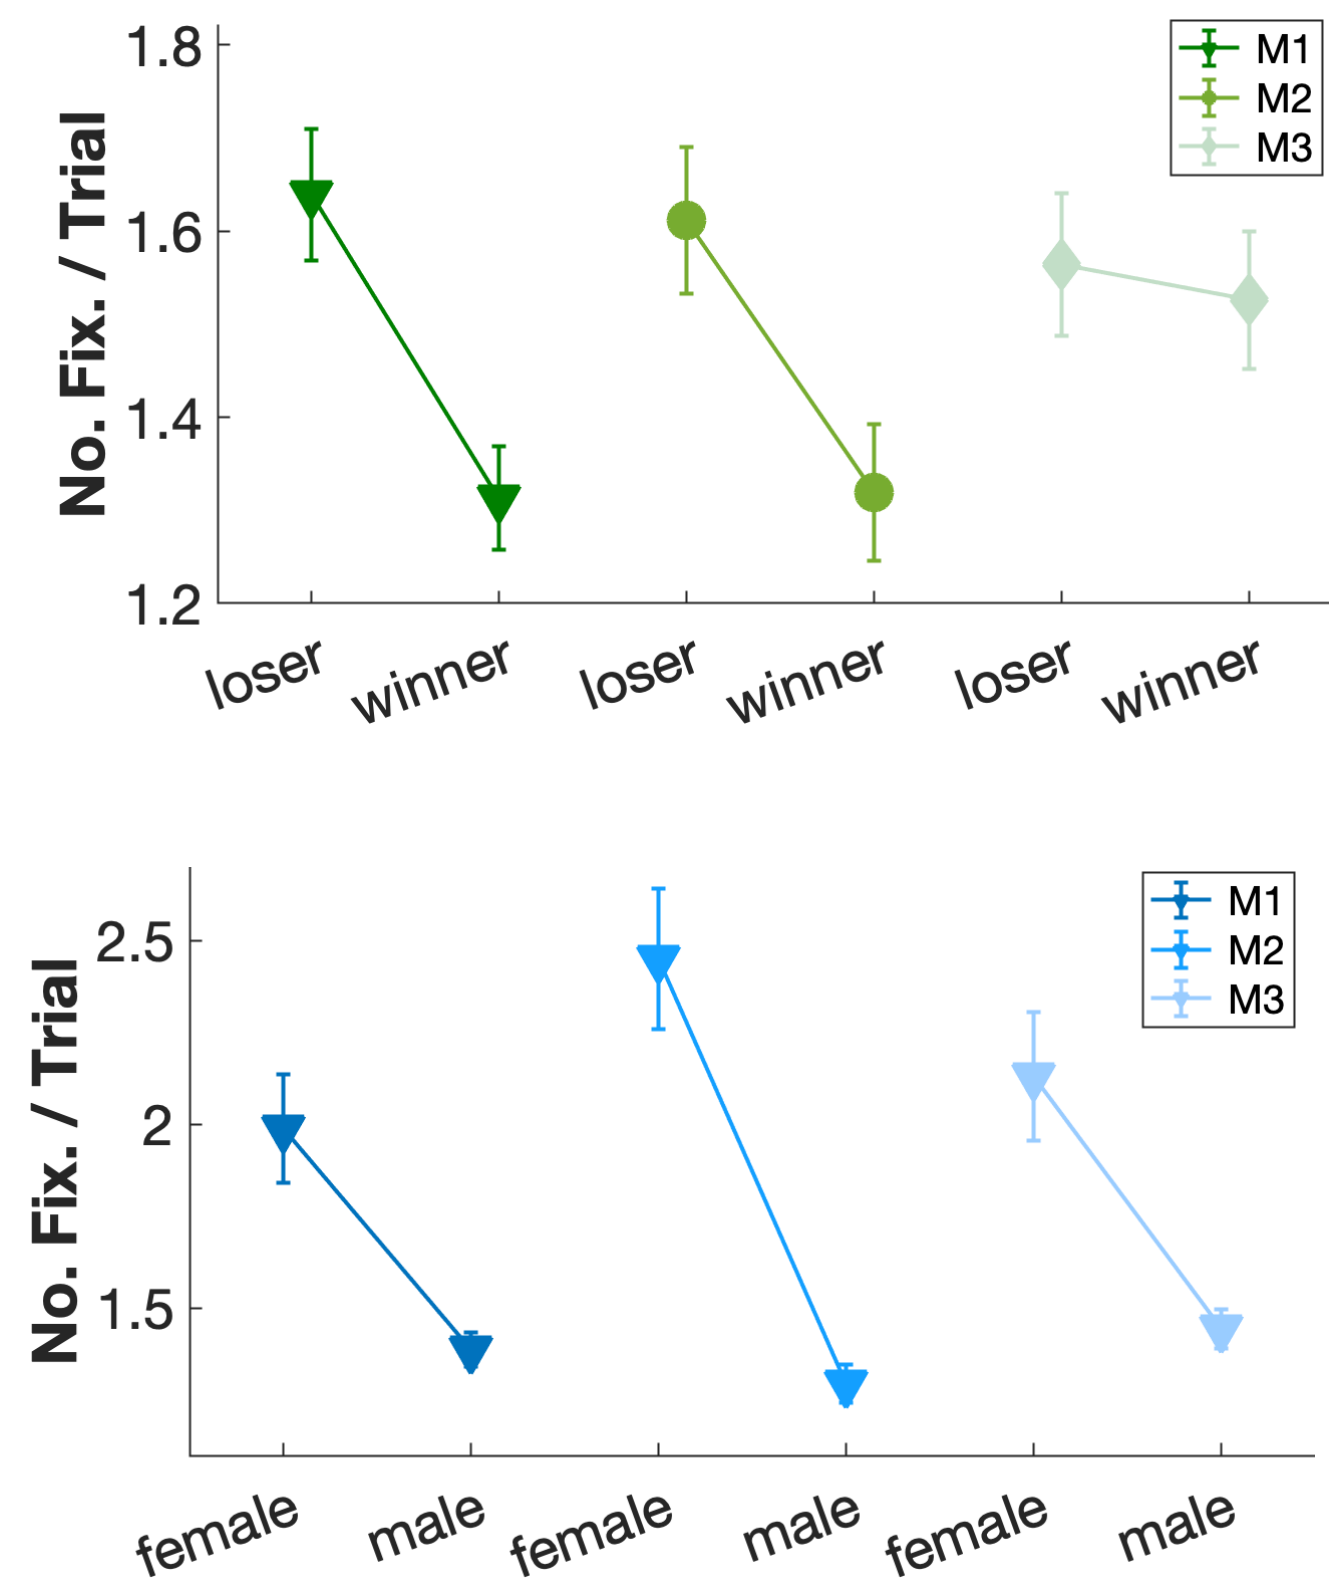 No. Fix. / Trial
1.8
1.6
1.4
1.2
loser
winner
loser
winner
loser
winner
M1
M2
M3
No. Fix. / Trial
2.5
2
1.5
female
male
female
male
female
male
M1
M2
M3